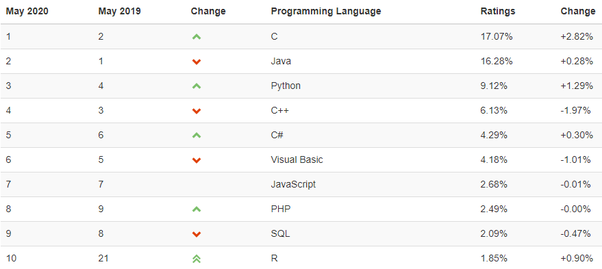 May 2020 May 2019 Change Programming Language Ratings Change
1 2 C 17.07% +2.82%
2 1 Java 16.28% +0.28%
3 4 Python 9.12% +1.29%
4 3 C++ 6.13% -1.97%
5 6 C# 4.29% +0.30%
6 5 Visual Basic 4.18% -1.01%
7 7 JavaScript 2.68% -0.01%
8 9 PHP 2.49% -0.00%
9 8 SQL 2.09% -0.47%
10 21 R 1.85% +0.90%